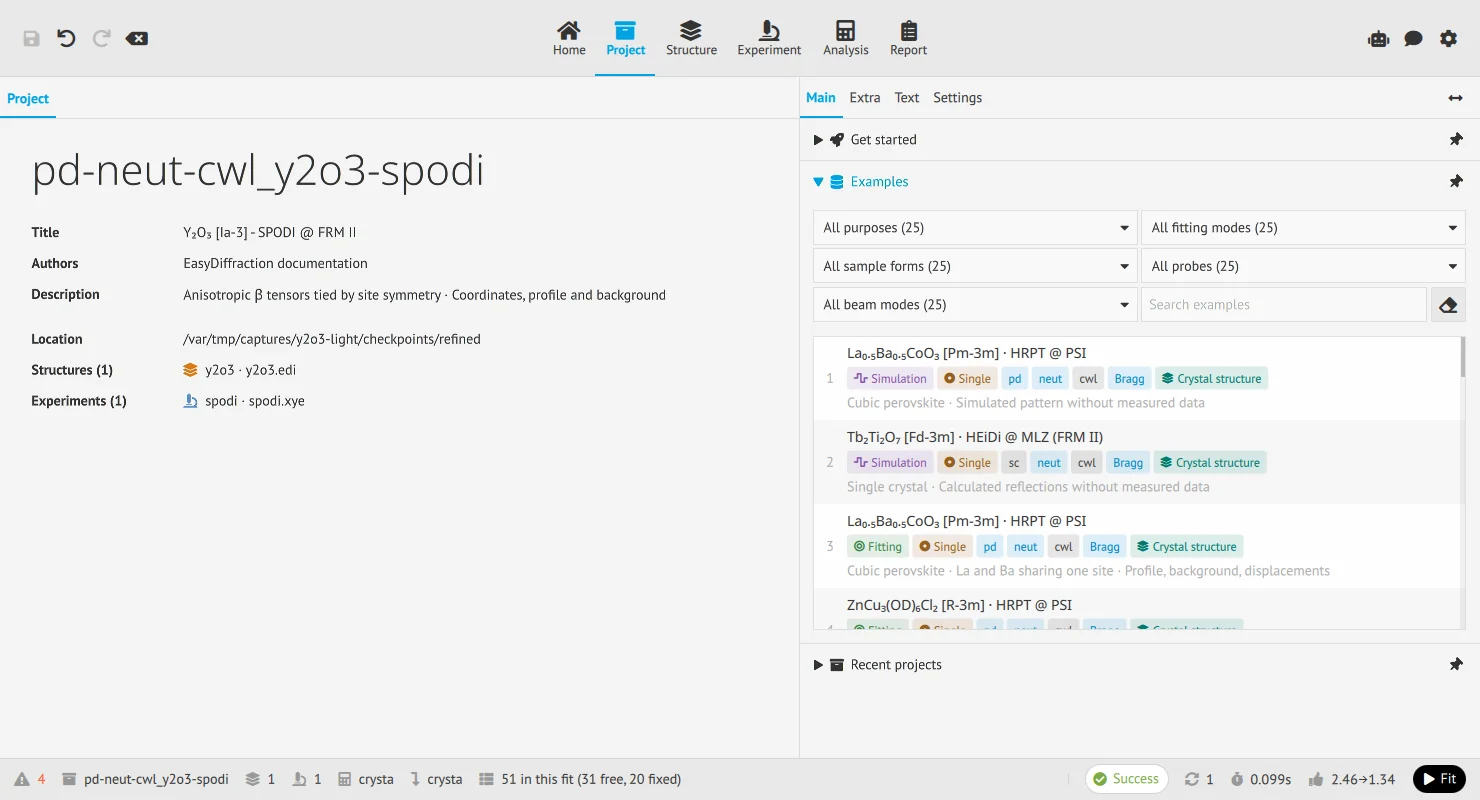 Home
Project
Structure
Experiment
Analysis
Report
Project
Main Extra Text Settings
pd-neut-cwl_y2o3-spodi
Title Y₂O₃ [Ia-3] - SPODI @ FRM II
Authors EasyDiffraction documentation
Description Anisotropic β tensors tied by site symmetry · Coordinates, profile and background
Location /var/tmp/captures/y2o3-light/checkpoints/refined
Structures (1) y2o3 · y2o3.edi
Experiments (1) spodi · spodi.xye
Get started
Examples
All purposes (25) All fitting modes (25)
All sample forms (25) All probes (25)
All beam modes (25) Search examples
La₀.₅Ba₀.₅CoO₃ [Pm-3m] · HRPT @ PSI
1 Simulation Single pd neut cwl Bragg Crystal structure
Cubic perovskite · Simulated pattern without measured data
Tb₂Ti₂O₇ [Fd-3m] · HEiDi @ MLZ (FRM II)
2 Simulation Single sc neut cwl Bragg Crystal structure
Single crystal · Calculated reflections without measured data
La₀.₅Ba₀.₅CoO₃ [Pm-3m] · HRPT @ PSI
3 Fitting Single pd neut cwl Bragg Crystal structure
Cubic perovskite · La and Ba sharing one site · Profile, background, displacements
ZnCu₃(OD)₆Cl₂ [R-3m] · HRPT @ PSI
4 Fitting Single pd neut cwl Bragg Crystal structure
Recent projects
4 pd-neut-cwl_y2o3-spodi 1 1 crysta crysta 51 in this fit (31 free, 20 fixed) Success 1 0.099s 2.46→1.34 Fit